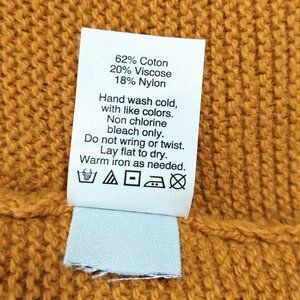 62% Coton
20% Viscose
18% Nylon
Hand wash cold,
with like colors.
Non chlorine
bleach only.
Do not wring or twist.
Lay flat to dry.
Warm iron as needed.